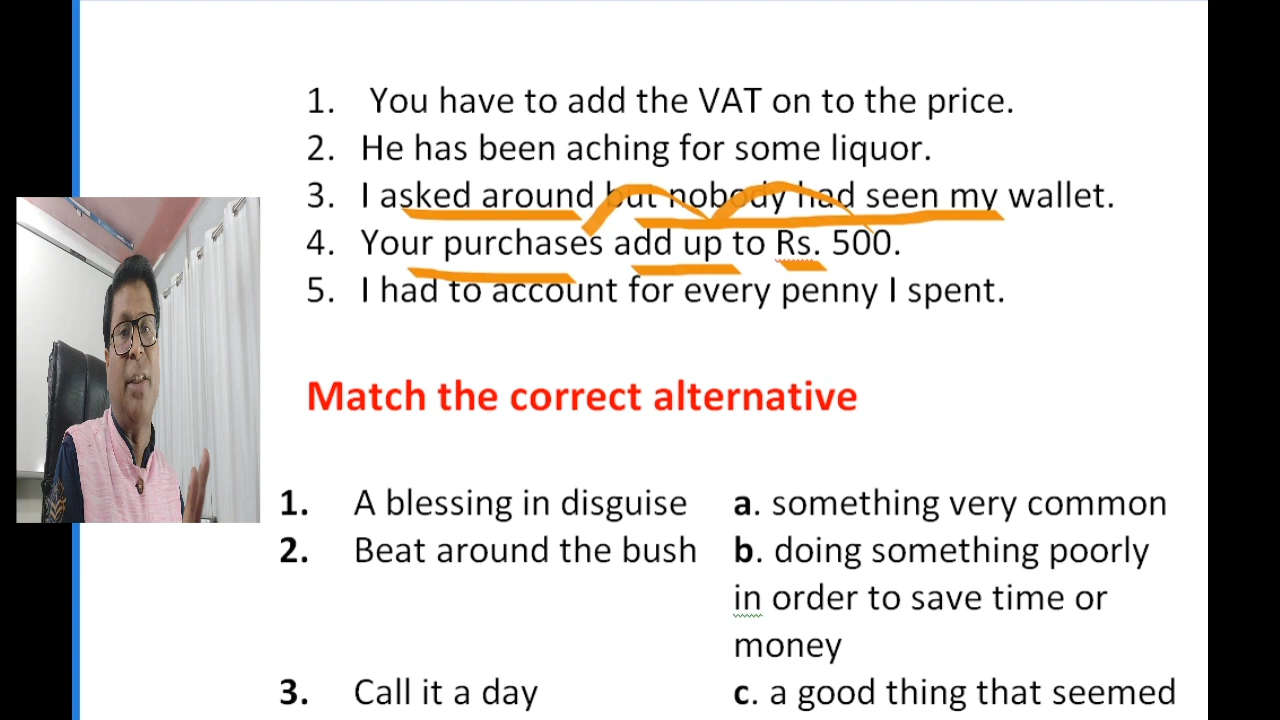 1. You have to add the VAT on to the price.
2. He has been aching for some liquor.
3. I asked around but nobody had seen my wallet.
4. Your purchases add up to Rs. 500.
5. I had to account for every penny I spent.
Match the correct alternative
1. A blessing in disguise a. something very common
2. Beat around the bush b. doing something poorly
in order to save time or
money
3. Call it a day c. a good thing that seemed